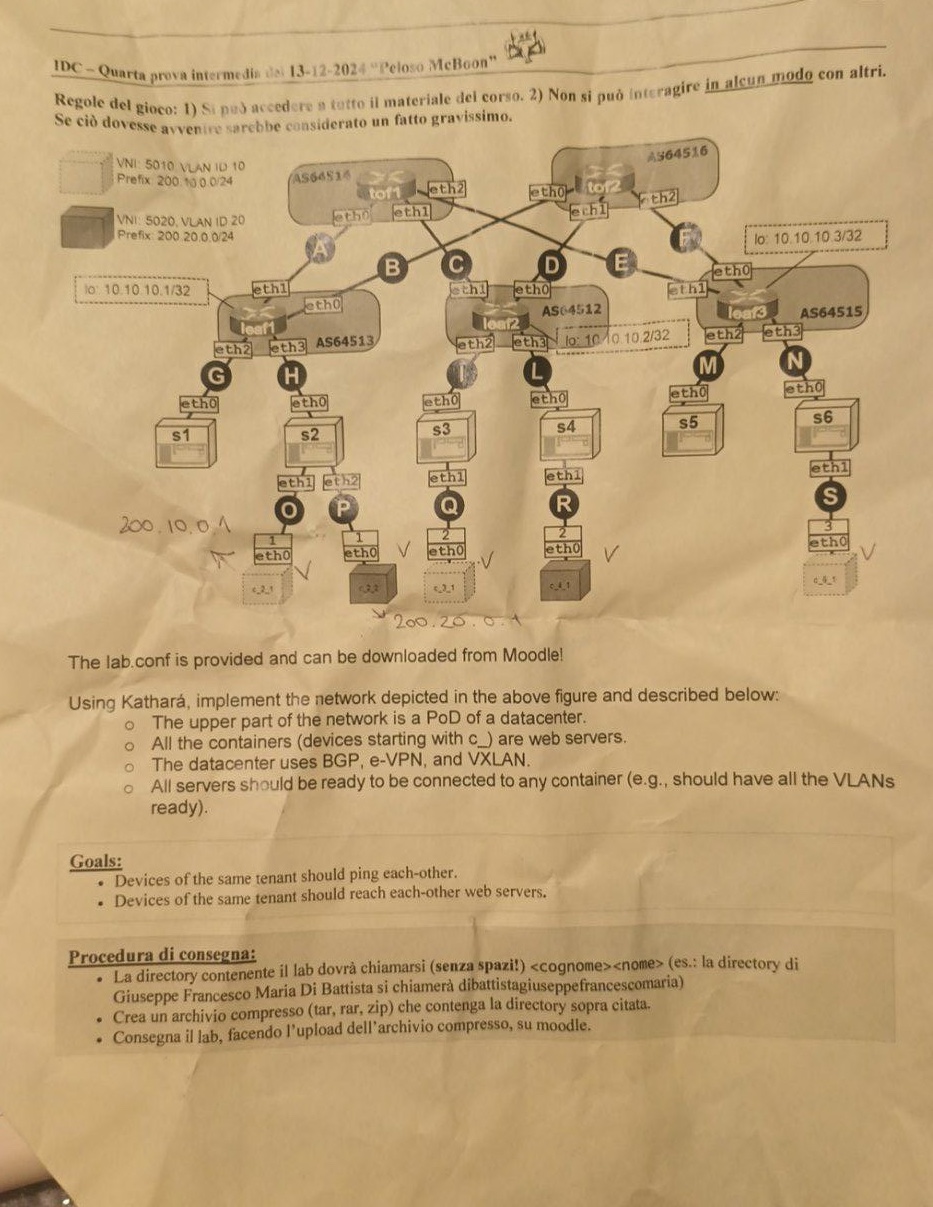 IDC – Quarta prova intermedia del 13-12-2024 "Peloso McBoon"
Regole del gioco: 1) Si può accedere a tutto il materiale del corso. 2) Non si può interagire in alcun modo con altri.
Se ciò dovesse avvenire sarebbe considerato un fatto gravissimo.
VNI: 5010 VLAN ID 10
Prefix 200.10.0.0/24
VNI: 5020, VLAN ID 20
Prefix: 200.20.0.0/24
AS64514
tof1
eth2
eth0
eth1
AS64516
eth0
tof2
eth2
eth1
A
B
C
D
E
F
lo: 10.10.10.3/32
lo: 10.10.10.1/32
eth1
eth0
leaf1
AS64513
eth2
eth3
eth1
eth0
leaf2
AS64512
lo: 10.10.10.2/32
eth2
eth3
eth0
eth1
leaf3
AS64515
eth2
eth3
G
H
I
L
M
N
eth0
eth0
eth0
eth0
eth0
eth0
s1
s2
s3
s4
s5
s6
eth1
eth2
eth1
eth1
eth1
O
P
Q
R
S
200.10.0.1
1
eth0
1
eth0
2
eth0
2
eth0
3
eth0
V
V
V
V
V
c_2_1
c_2_2
c_3_1
c_4_1
c_6_1
200.20.0.1
The lab.conf is provided and can be downloaded from Moodle!
Using Kathará, implement the network depicted in the above figure and described below:
o The upper part of the network is a PoD of a datacenter.
o All the containers (devices starting with c_) are web servers.
o The datacenter uses BGP, e-VPN, and VXLAN.
o All servers should be ready to be connected to any container (e.g., should have all the VLANs
ready).
Goals:
• Devices of the same tenant should ping each-other.
• Devices of the same tenant should reach each-other web servers.
Procedura di consegna:
• La directory contenente il lab dovrà chiamarsi (senza spazi!) <cognome><nome> (es.: la directory di
Giuseppe Francesco Maria Di Battista si chiamerà dibattistagiuseppefrancescomaria)
• Crea un archivio compresso (tar, rar, zip) che contenga la directory sopra citata.
• Consegna il lab, facendo l'upload dell'archivio compresso, su moodle.